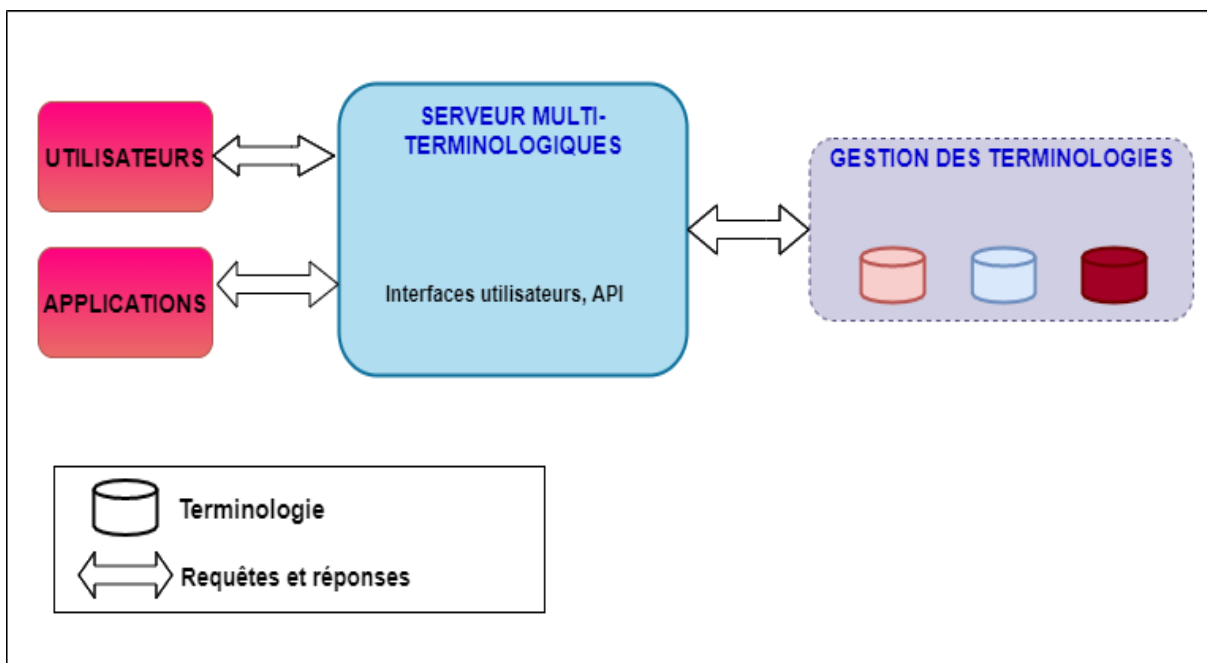 UTILISATEURS
APPLICATIONS
SERVEUR MULTI-
TERMINOLOGIQUES
Interfaces utilisateurs, API
GESTION DES TERMINOLOGIES
Terminologie
Requêtes et réponses